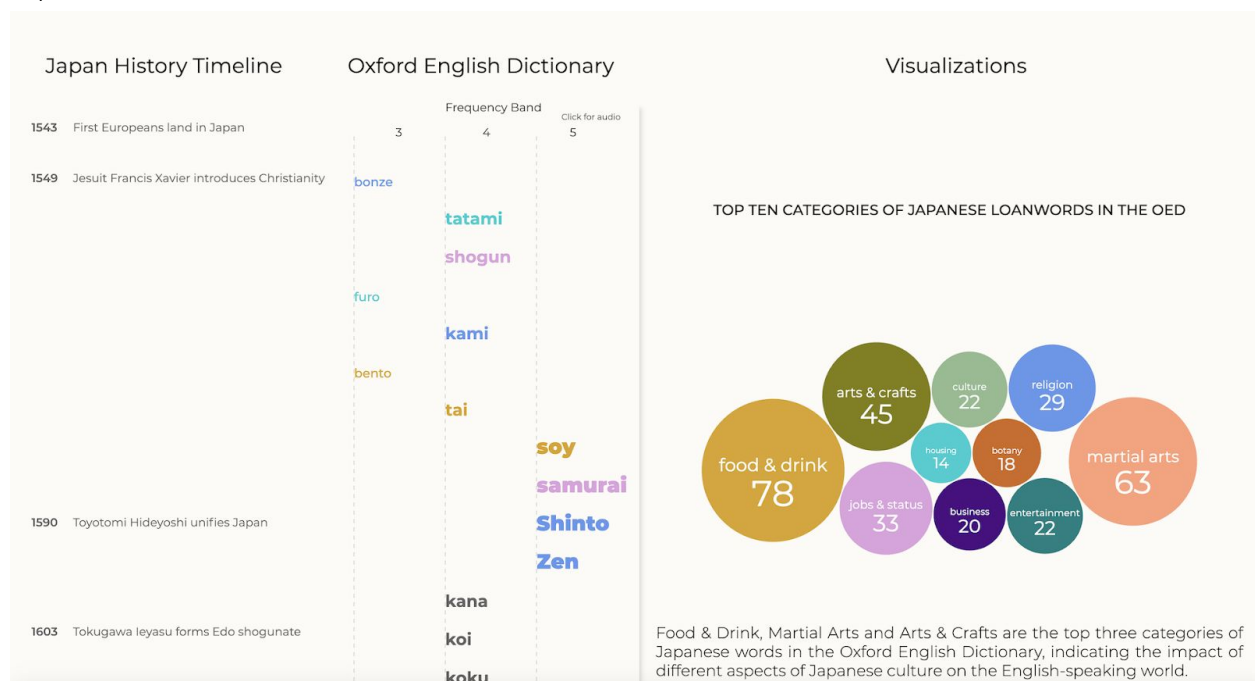 Japan History Timeline
Oxford English Dictionary
Visualizations
Frequency Band
Click for audio
3
4
5
1543 First Europeans land in Japan
1549 Jesuit Francis Xavier introduces Christianity
bonze
tatami
shogun
furo
kami
bento
tai
soy
samurai
1590 Toyotomi Hideyoshi unifies Japan
Shinto
Zen
kana
1603 Tokugawa Ieyasu forms Edo shogunate
koi
koku
TOP TEN CATEGORIES OF JAPANESE LOANWORDS IN THE OED
food & drink
78
arts & crafts
45
culture
22
religion
29
housing
14
botany
18
martial arts
63
jobs & status
33
business
20
entertainment
22
Food & Drink, Martial Arts and Arts & Crafts are the top three categories of
Japanese words in the Oxford English Dictionary, indicating the impact of
different aspects of Japanese culture on the English-speaking world.